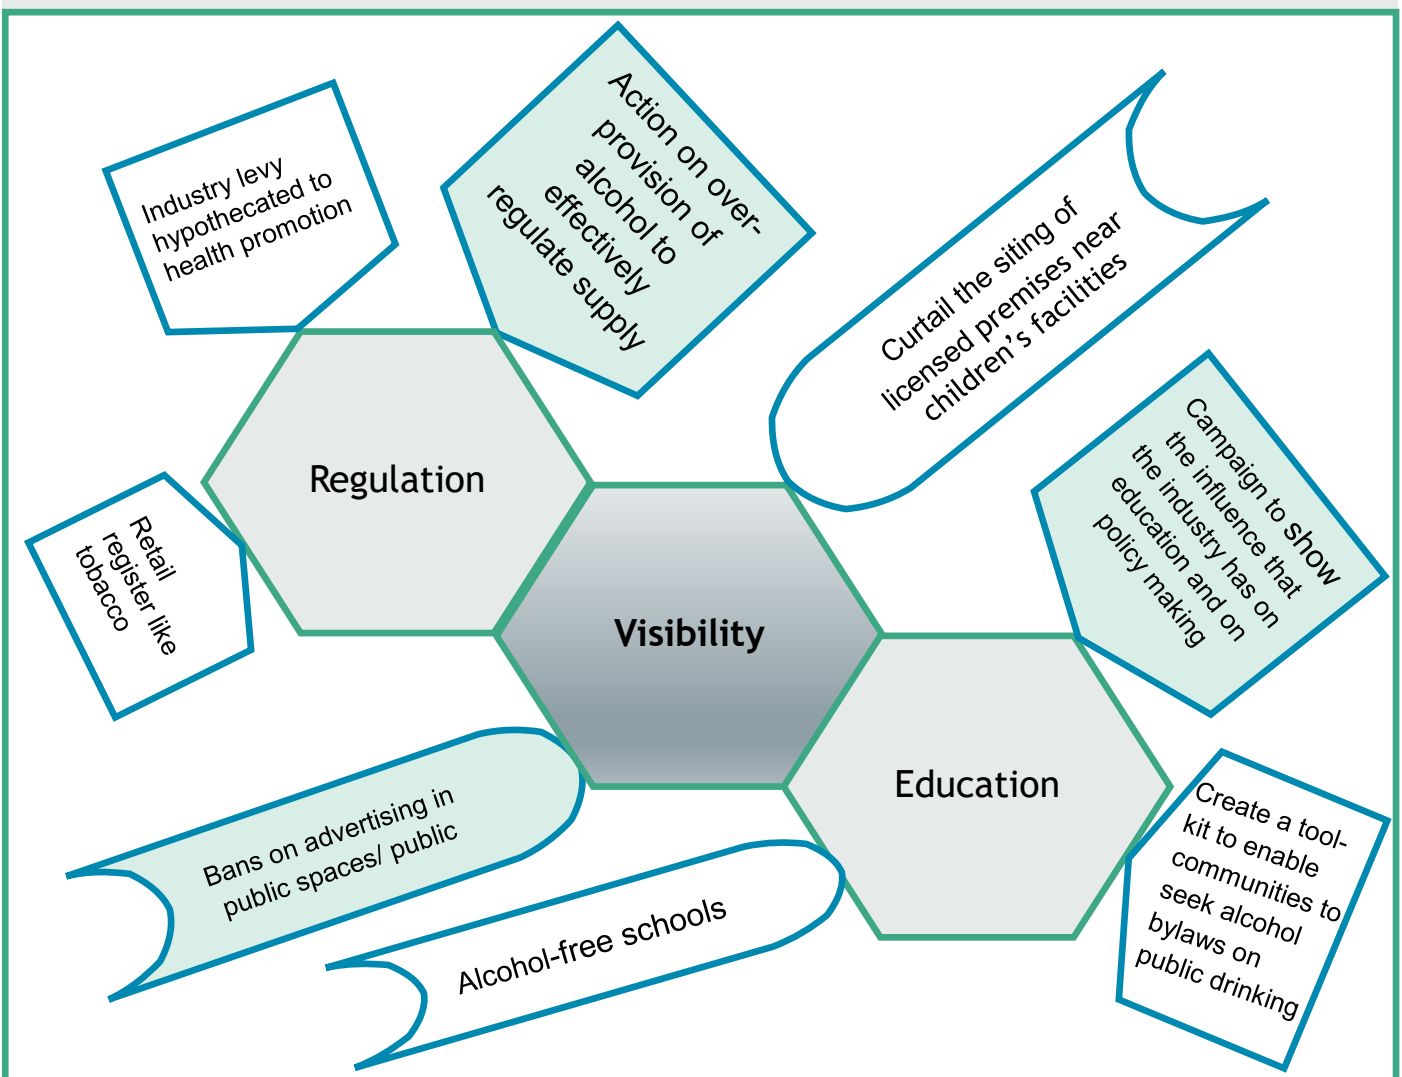 Industry levy
hypothecated to
health promotion
Action on over-
provision of
alcohol to
effectively
regulate supply
Curtail the siting of
licensed premises near
children’s facilities
Regulation
Campaign to show
the influence that
the industry has on
education and on
policy making
Retail
register like
tobacco
Visibility
Education
Bans on advertising in
public spaces/ public
Create a tool-
kit to enable
communities to
seek alcohol
bylaws on
public drinking
Alcohol-free schools